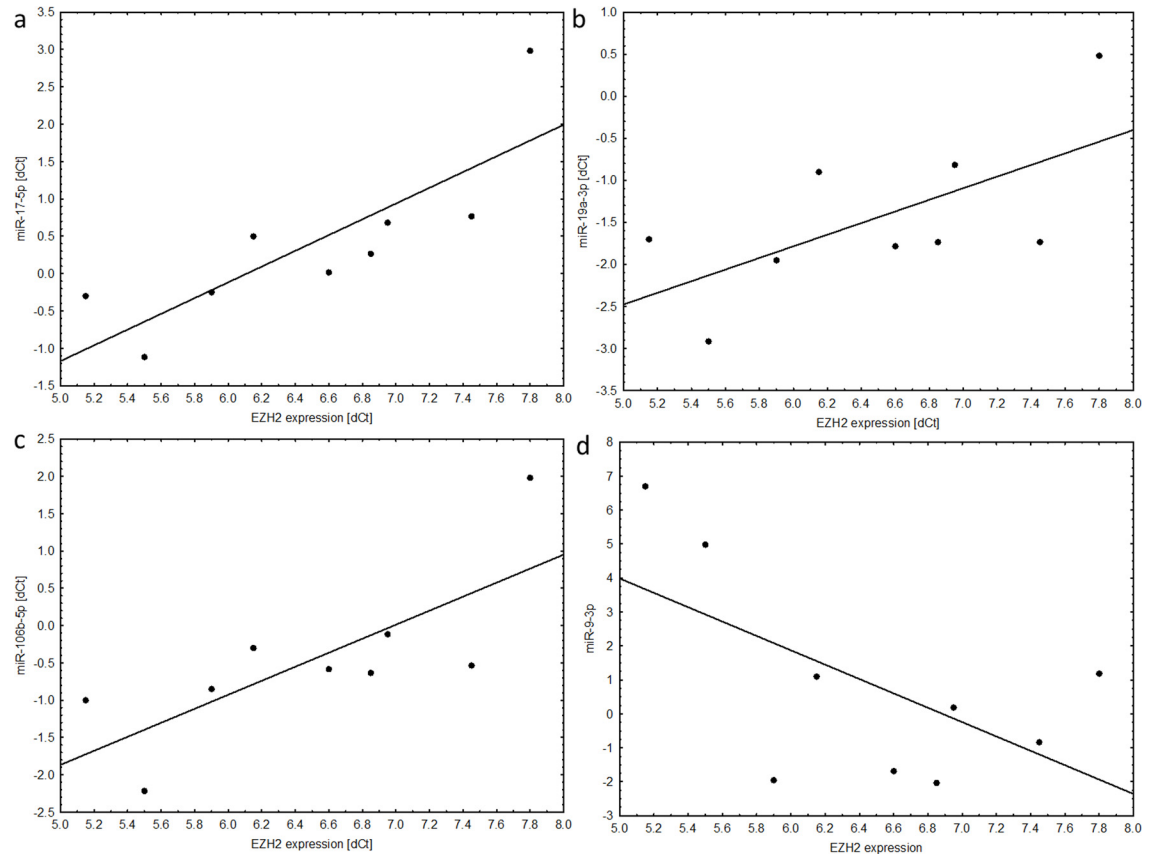 a
3.5
3.0
2.5
2.0
1.5
1.0
0.5
0.0
-0.5
-1.0
-1.5
miR-17-5p [dCt]
5.0 5.2 5.4 5.6 5.8 6.0 6.2 6.4 6.6 6.8 7.0 7.2 7.4 7.6 7.8 8.0
EZH2 expression [dCt]
b
1.0
0.5
0.0
-0.5
-1.0
-1.5
-2.0
-2.5
-3.0
-3.5
miR-19a-3p [dCt]
5.0 5.2 5.4 5.6 5.8 6.0 6.2 6.4 6.6 6.8 7.0 7.2 7.4 7.6 7.8 8.0
EZH2 expression [dCt]
c
2.5
2.0
1.5
1.0
0.5
0.0
-0.5
-1.0
-1.5
-2.0
-2.5
miR-106b-5p [dCt]
5.0 5.2 5.4 5.6 5.8 6.0 6.2 6.4 6.6 6.8 7.0 7.2 7.4 7.6 7.8 8.0
EZH2 expression [dCt]
d
9
8
7
6
5
4
3
2
1
0
-1
-2
-3
miR-9-3p
5.0 5.2 5.4 5.6 5.8 6.0 6.2 6.4 6.6 6.8 7.0 7.2 7.4 7.6 7.8 8.0
EZH2 expression